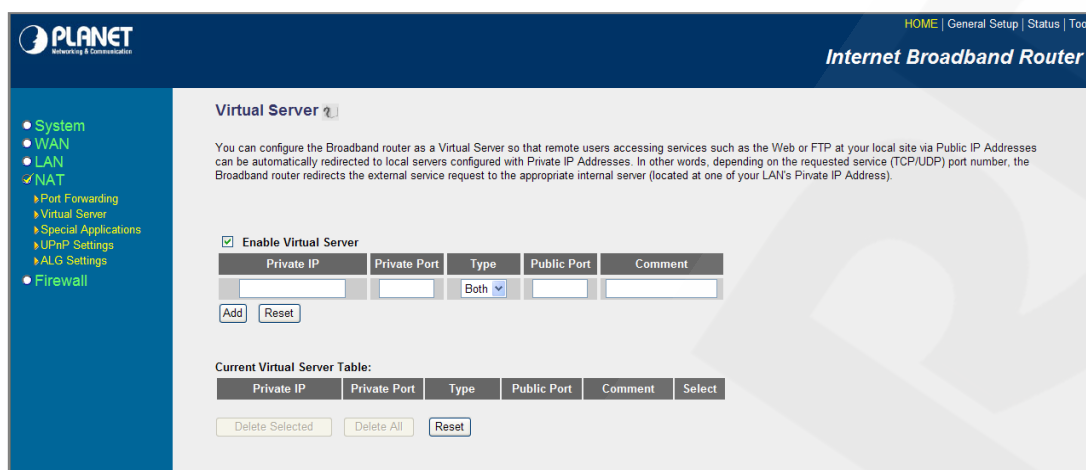 PLANET
Networking & Communication
HOME | General Setup | Status |
Internet Broadband Router
System
WAN
LAN
NAT
Port Forwarding
Virtual Server
Special Applications
UPnP Settings
ALG Settings
Firewall
Virtual Server
You can configure the Broadband router as a Virtual Server so that remote users accessing services such as the Web or FTP at your local site via Public IP Addresses
can be automatically redirected to local servers configured with Private IP Addresses. In other words, depending on the requested service (TCP/UDP) port number, the
Broadband router redirects the external service request to the appropriate internal server (located at one of your LAN's Private IP Address).
Enable Virtual Server
Private IP Private Port Type Public Port Comment
Both
Add Reset
Current Virtual Server Table:
Private IP Private Port Type Public Port Comment Select
Delete Selected Delete All Reset